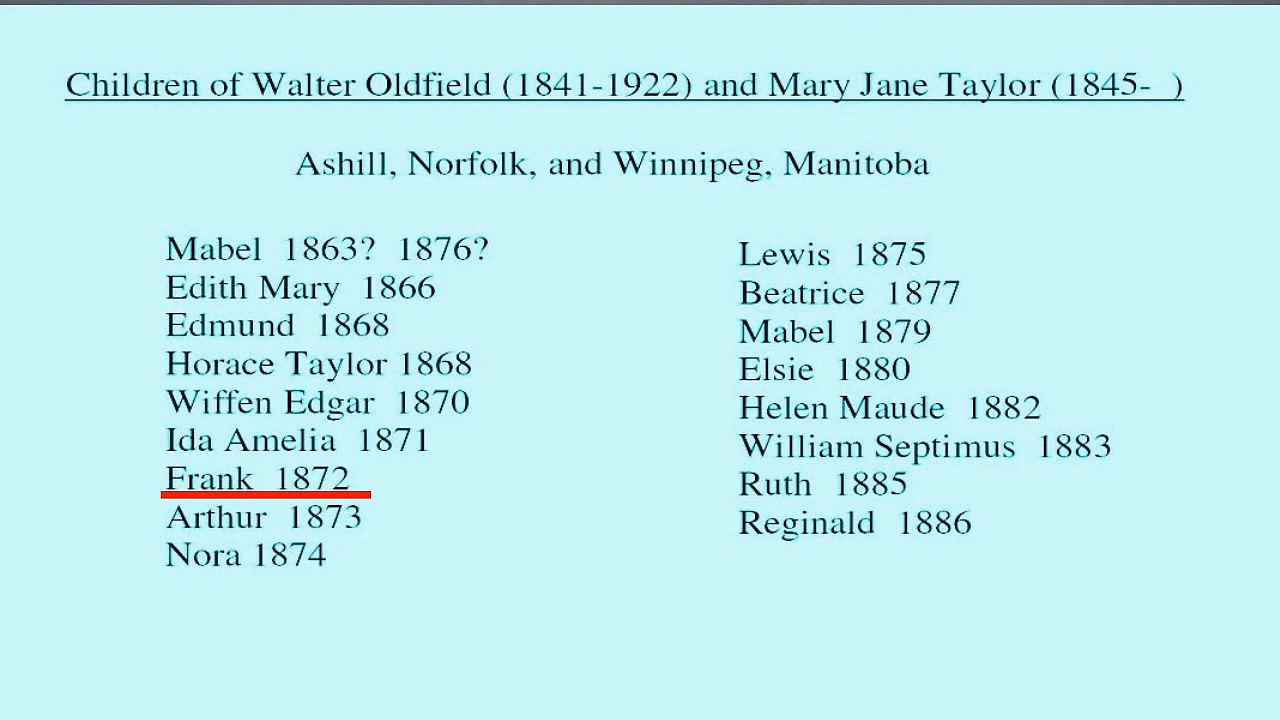 Children of Walter Oldfield (1841-1922) and Mary Jane Taylor (1845-  )
Ashill, Norfolk, and Winnipeg, Manitoba
Mabel  1863?  1876?
Edith Mary  1866
Edmund  1868
Horace Taylor 1868
Wiffen Edgar  1870
Ida Amelia  1871
Frank  1872
Arthur  1873
Nora 1874
Lewis  1875
Beatrice  1877
Mabel  1879
Elsie  1880
Helen Maude  1882
William Septimus  1883
Ruth  1885
Reginald  1886